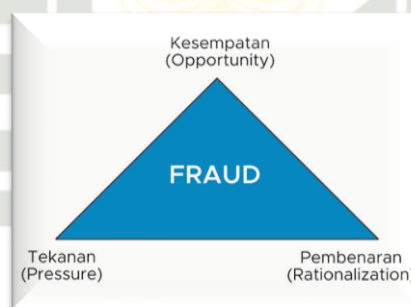 Kesempatan
(Opportunity)
FRAUD
Tekanan
(Pressure)
Pembenaran
(Rationalization)